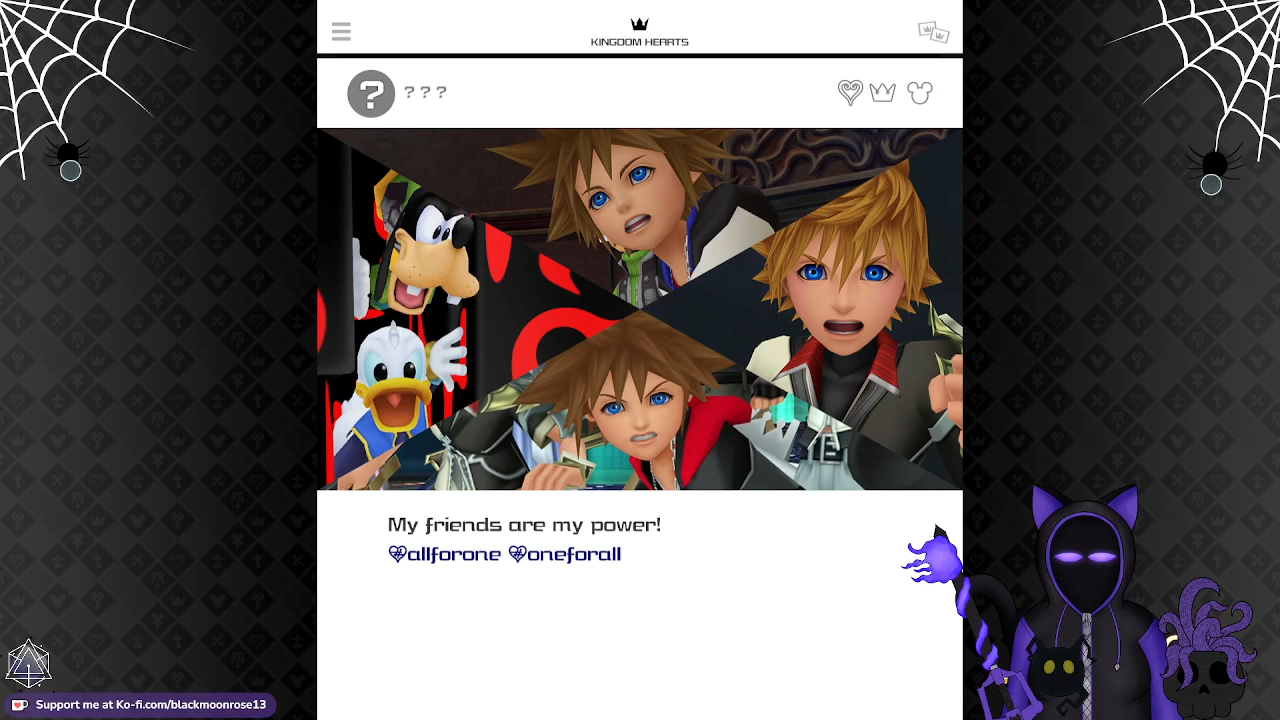 KINGDOM HEARTS
?
? ? ?
My friends are my power!
allforone oneforall
Support me at Ko-fi.com/blackmoonrose13